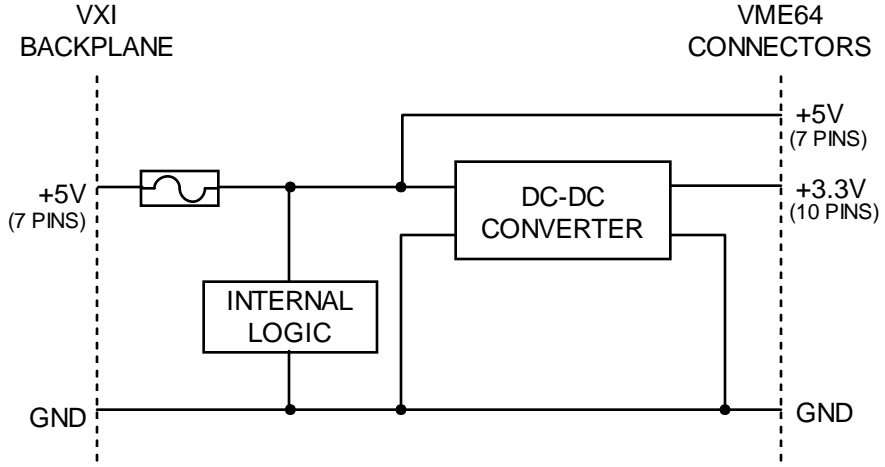 VXI
BACKPLANE
VME64
CONNECTORS
+5V
(7 PINS)
+5V
(7 PINS)
DC-DC
CONVERTER
+3.3V
(10 PINS)
INTERNAL
LOGIC
GND
GND